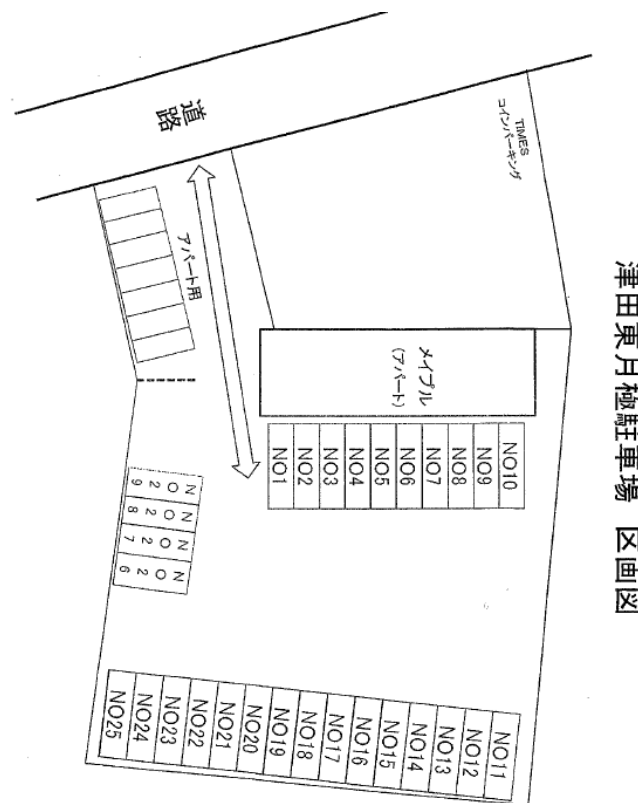 津田東月極駐車場 区画図
道路
TIMES
コインパーキング
アパート用
メイプル
(アパート)
NO1
NO2
NO3
NO4
NO5
NO6
NO7
NO8
NO9
NO10
NO29
NO28
NO27
NO26
NO11
NO12
NO13
NO14
NO15
NO16
NO17
NO18
NO19
NO20
NO21
NO22
NO23
NO24
NO25